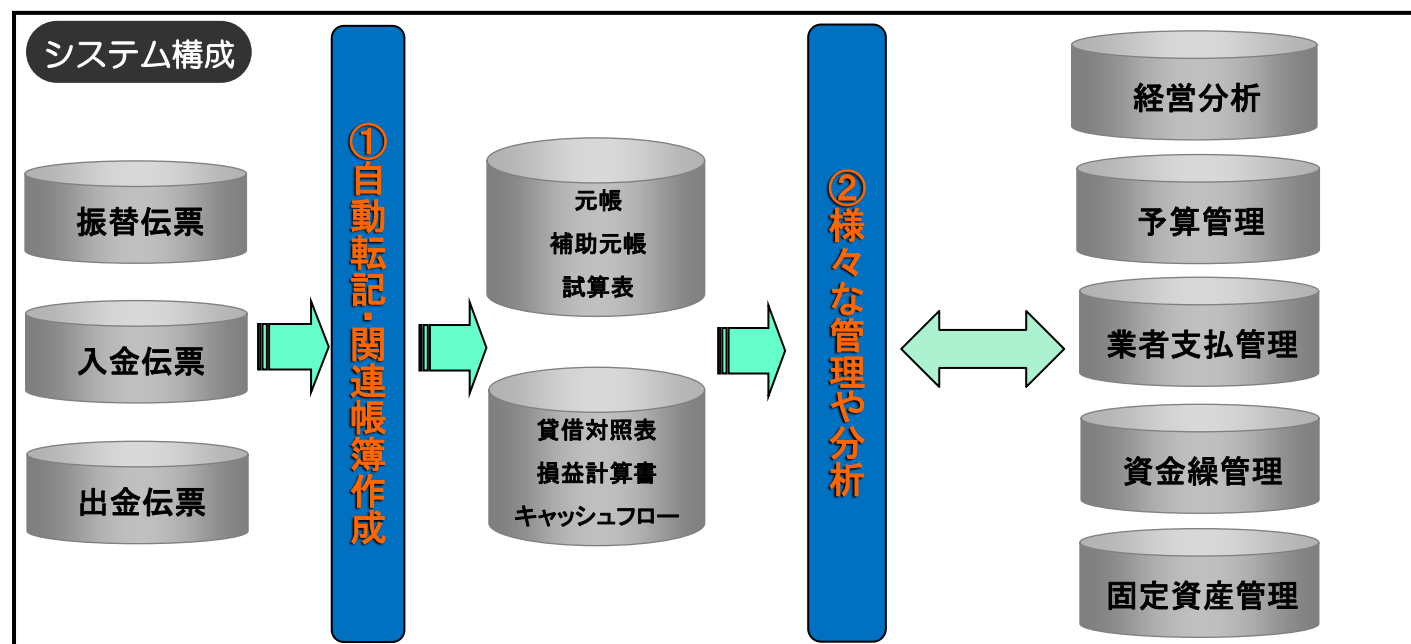 システム構成
振替伝票
入金伝票
出金伝票
①自動転記・関連帳簿作成
元帳
補助元帳
試算表
貸借対照表
損益計算書
キャッシュフロー
②様々な管理や分析
経営分析
予算管理
業者支払管理
資金繰管理
固定資産管理